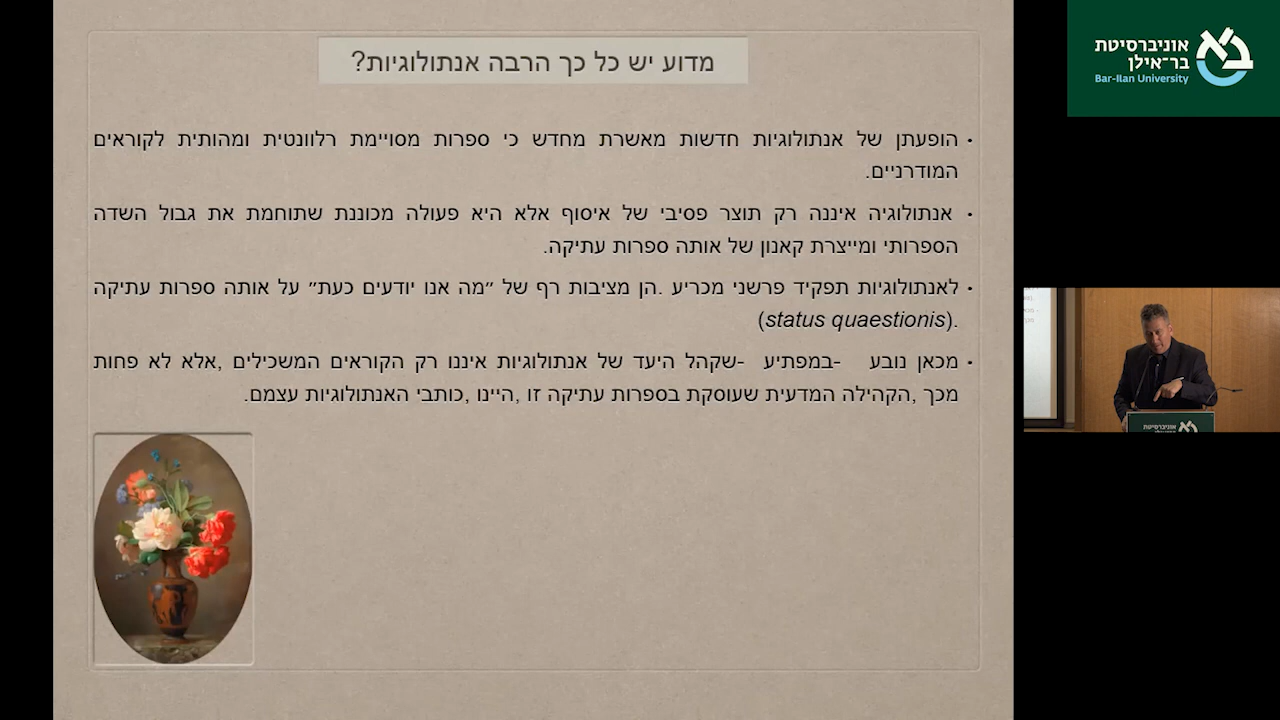 מדוע יש כל כך הרבה אנתולוגיות?
• הופעתן של אנתולוגיות חדשות מאשרת מחדש כי ספרות מסויימת רלוונטית ומהותית לקוראים
המודרניים.
• אנתולוגיה איננה רק תוצר פסיבי של איסוף אלא היא פעולה מכוננת שתוחמת את גבול השדה
הספרותי ומייצרת קאנון של אותה ספרות עתיקה.
• לאנתולוגיות תפקיד פרשני מכריע .הן מציבות רף של ״מה אנו יודעים כעת״ על אותה ספרות עתיקה
.(status quaestionis)
• מכאן נובע -במפתיע -שקהל היעד של אנתולוגיות איננו רק הקוראים המשכילים ,אלא לא פחות
מכך ,הקהילה המדעית שעוסקת בספרות עתיקה זו ,היינו ,כותבי האנתולוגיות עצמם.
אוניברסיטת
בר־אילן
Bar-Ilan University
אוניברסיטת